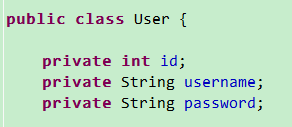 public class User {
private int id;
private String username;
private String password;